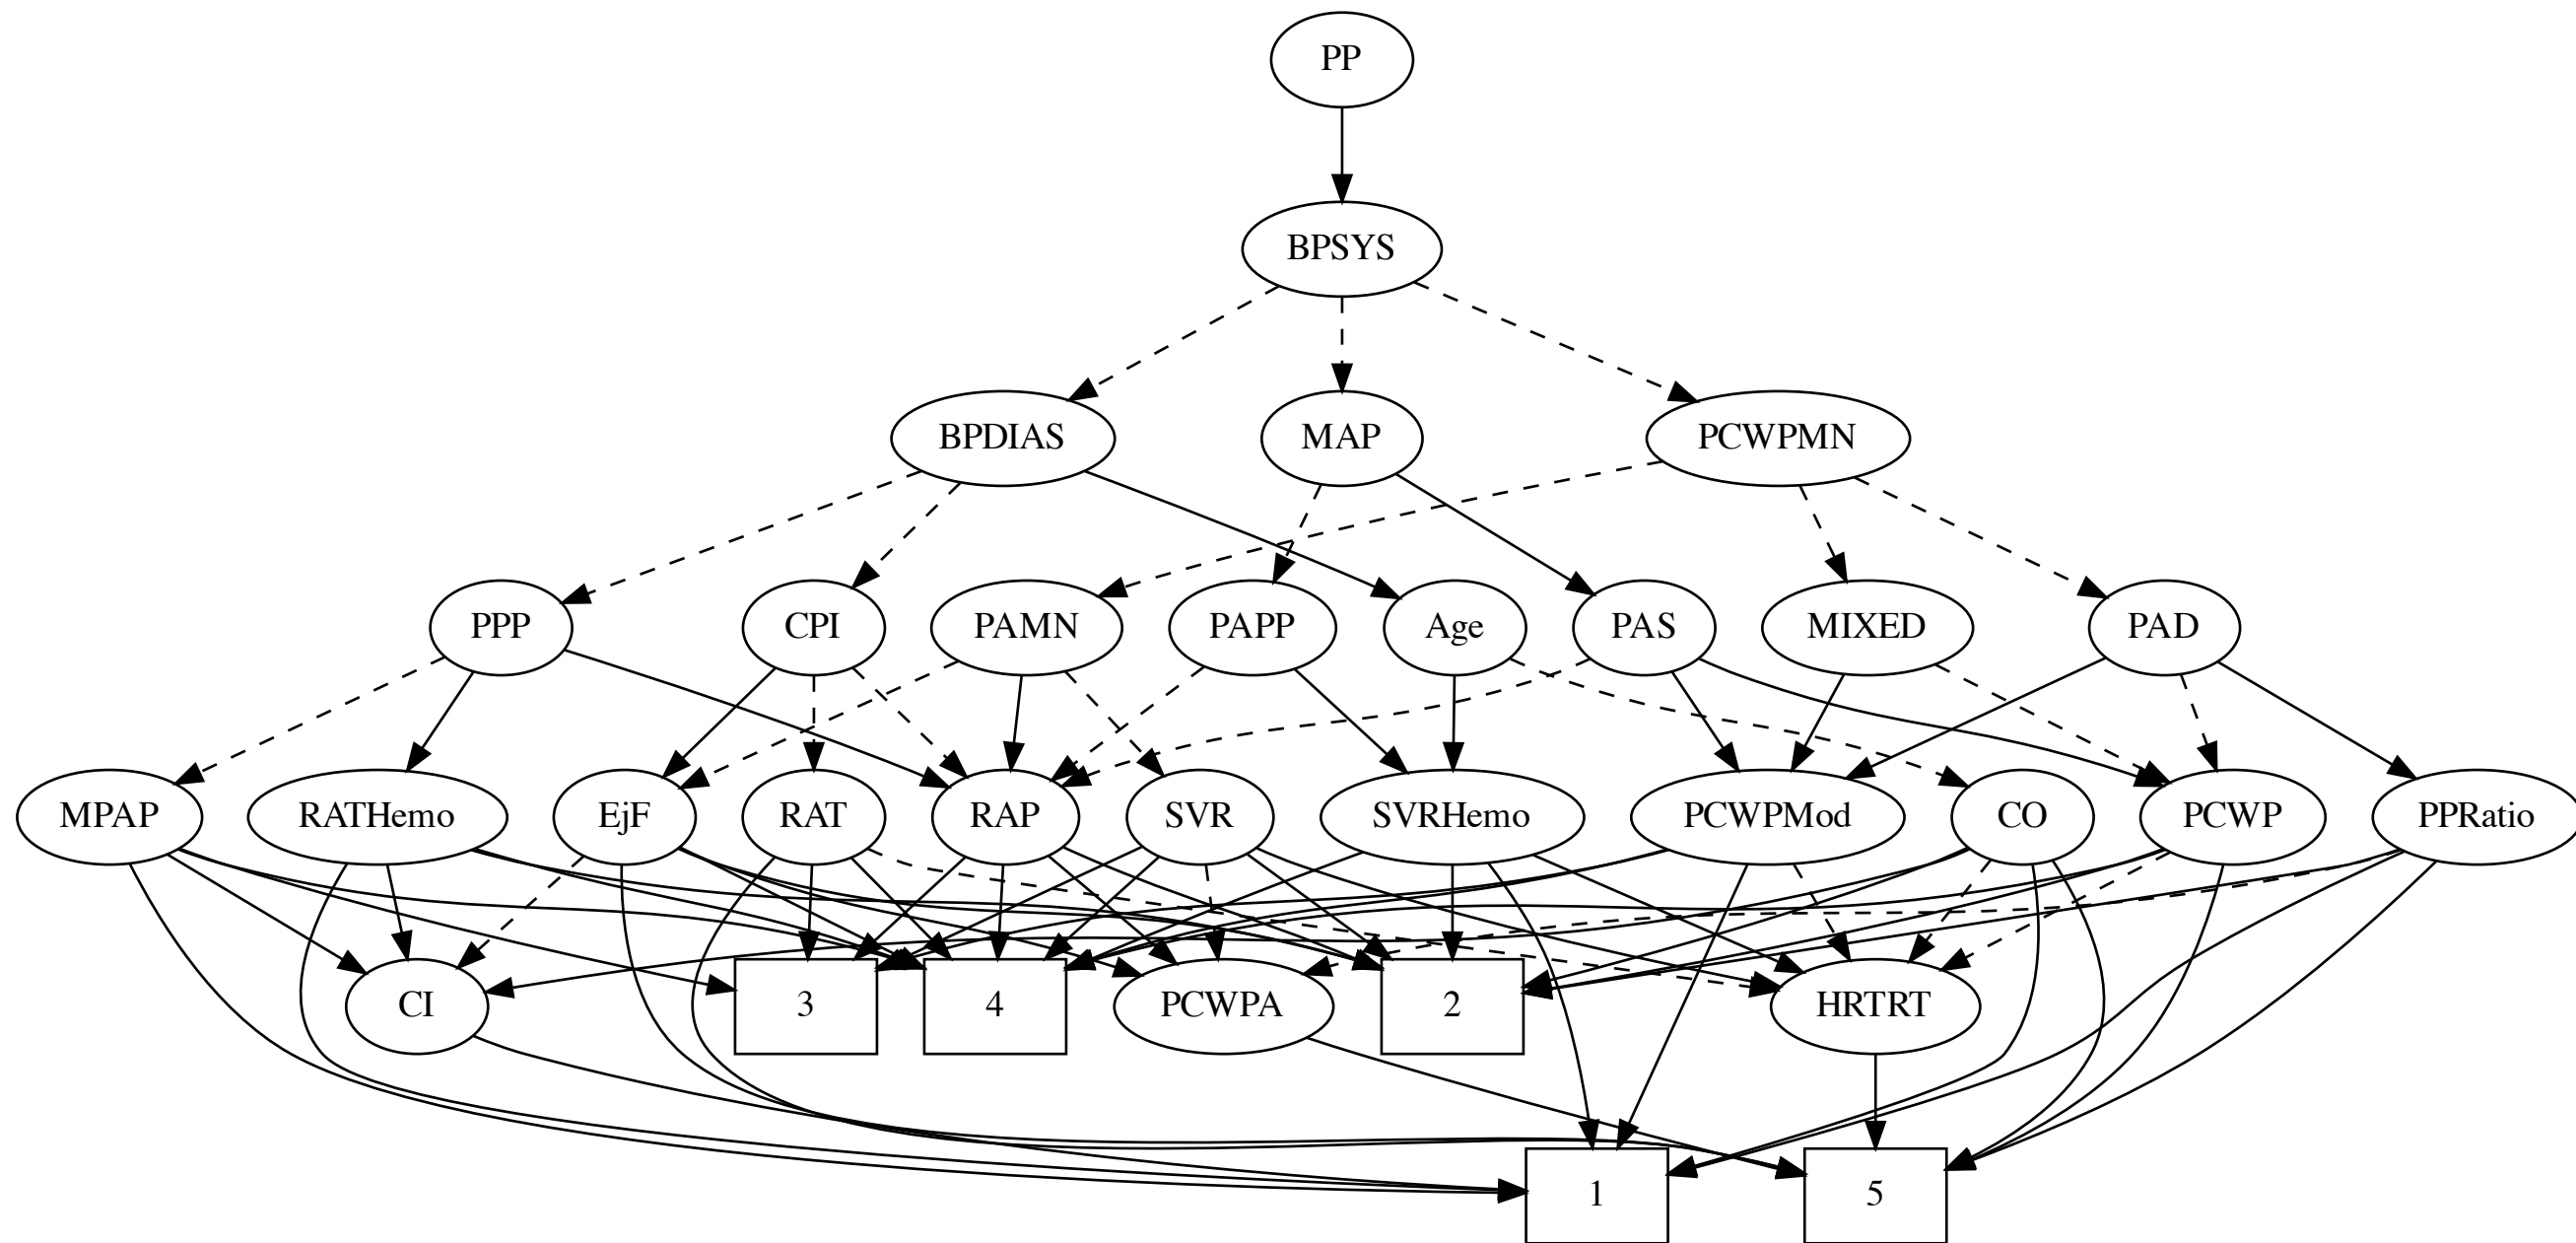 PP
BPSYS
BPDIAS
MAP
PCWPMN
PPP
CPI
PAMN
PAPP
Age
PAS
MIXED
PAD
MPAP
RATHemo
EjF
RAT
RAP
SVR
SVRHemo
PCWPMod
CO
PCWP
PPRatio
CI
3
4
PCWPA
2
HRTRT
1
5